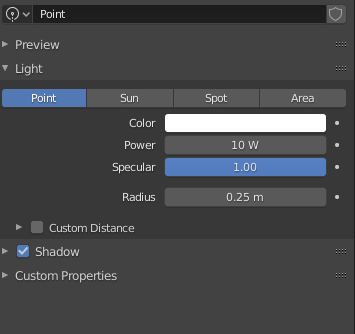 Point
Preview
Light
Point Sun Spot Area
Color
Power 10 W
Specular 1.00
Radius 0.25 m
Custom Distance
Shadow
Custom Properties